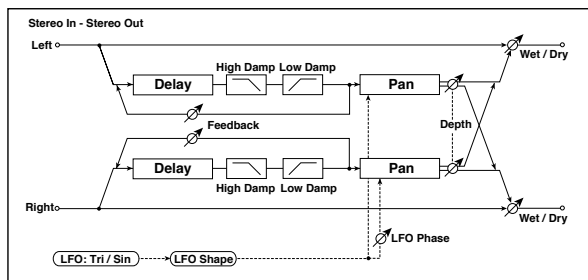 Stereo In - Stereo Out
Left
Wet / Dry
High Damp Low Damp
Delay
Pan
Feedback
Depth
Delay
Pan
High Damp Low Damp
Right
Wet / Dry
LFO Phase
LFO: Tri / Sin
LFO Shape